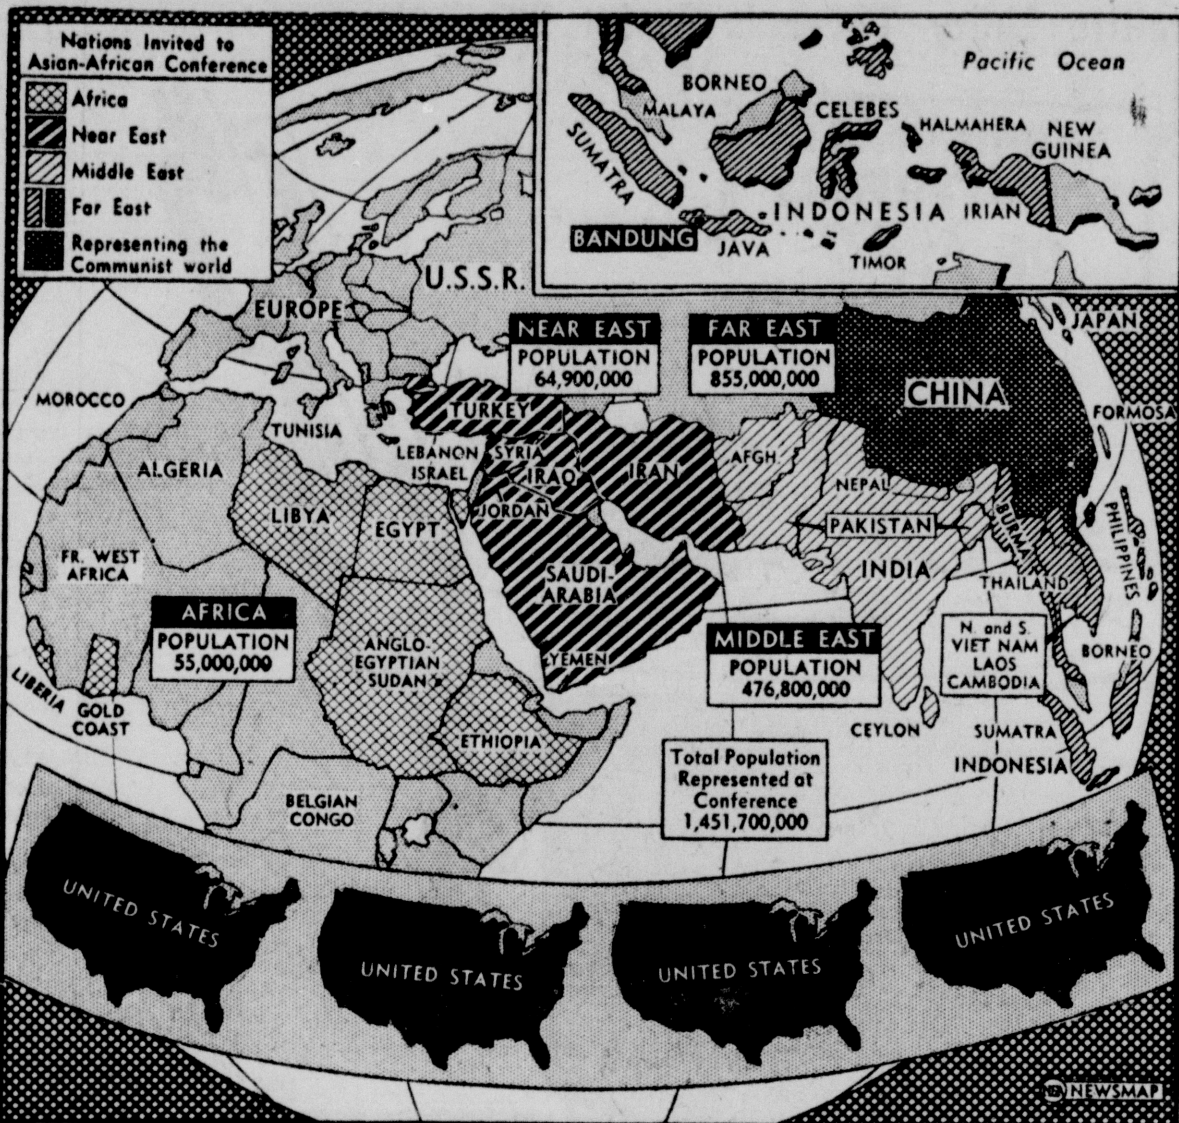 Nations Invited to
Asian-African Conference
Africa
Near East
Middle East
Far East
Representing the
Communist world
Pacific Ocean
BORNEO
MALAYA
CELEBES
HALMAHERA
NEW
GUINEA
SUMATRA
INDONESIA
IRIAN
BANDUNG
JAVA
TIMOR
U.S.S.R.
EUROPE
NEAR EAST
POPULATION
64,900,000
FAR EAST
POPULATION
855,000,000
JAPAN
CHINA
FORMOSA
MOROCCO
TUNISIA
TURKEY
LEBANON
ISRAEL
SYRIA
IRAQ
IRAN
AFGH.
NEPAL
ALGERIA
LIBYA
EGYPT
JORDAN
PAKISTAN
BURMA
PHILIPPINES
FR. WEST
AFRICA
SAUDI-
ARABIA
INDIA
THAILAND
AFRICA
POPULATION
55,000,000
ANGLO-
EGYPTIAN
SUDAN
YEMEN
MIDDLE EAST
POPULATION
476,800,000
N. and S.
VIET NAM
LAOS
CAMBODIA
BORNEO
LIBERIA
GOLD
COAST
ETHIOPIA
CEYLON
SUMATRA
INDONESIA
Total Population
Represented at
Conference
1,451,700,000
BELGIAN
CONGO
UNITED STATES
UNITED STATES
UNITED STATES
UNITED STATES
NEWSMAP